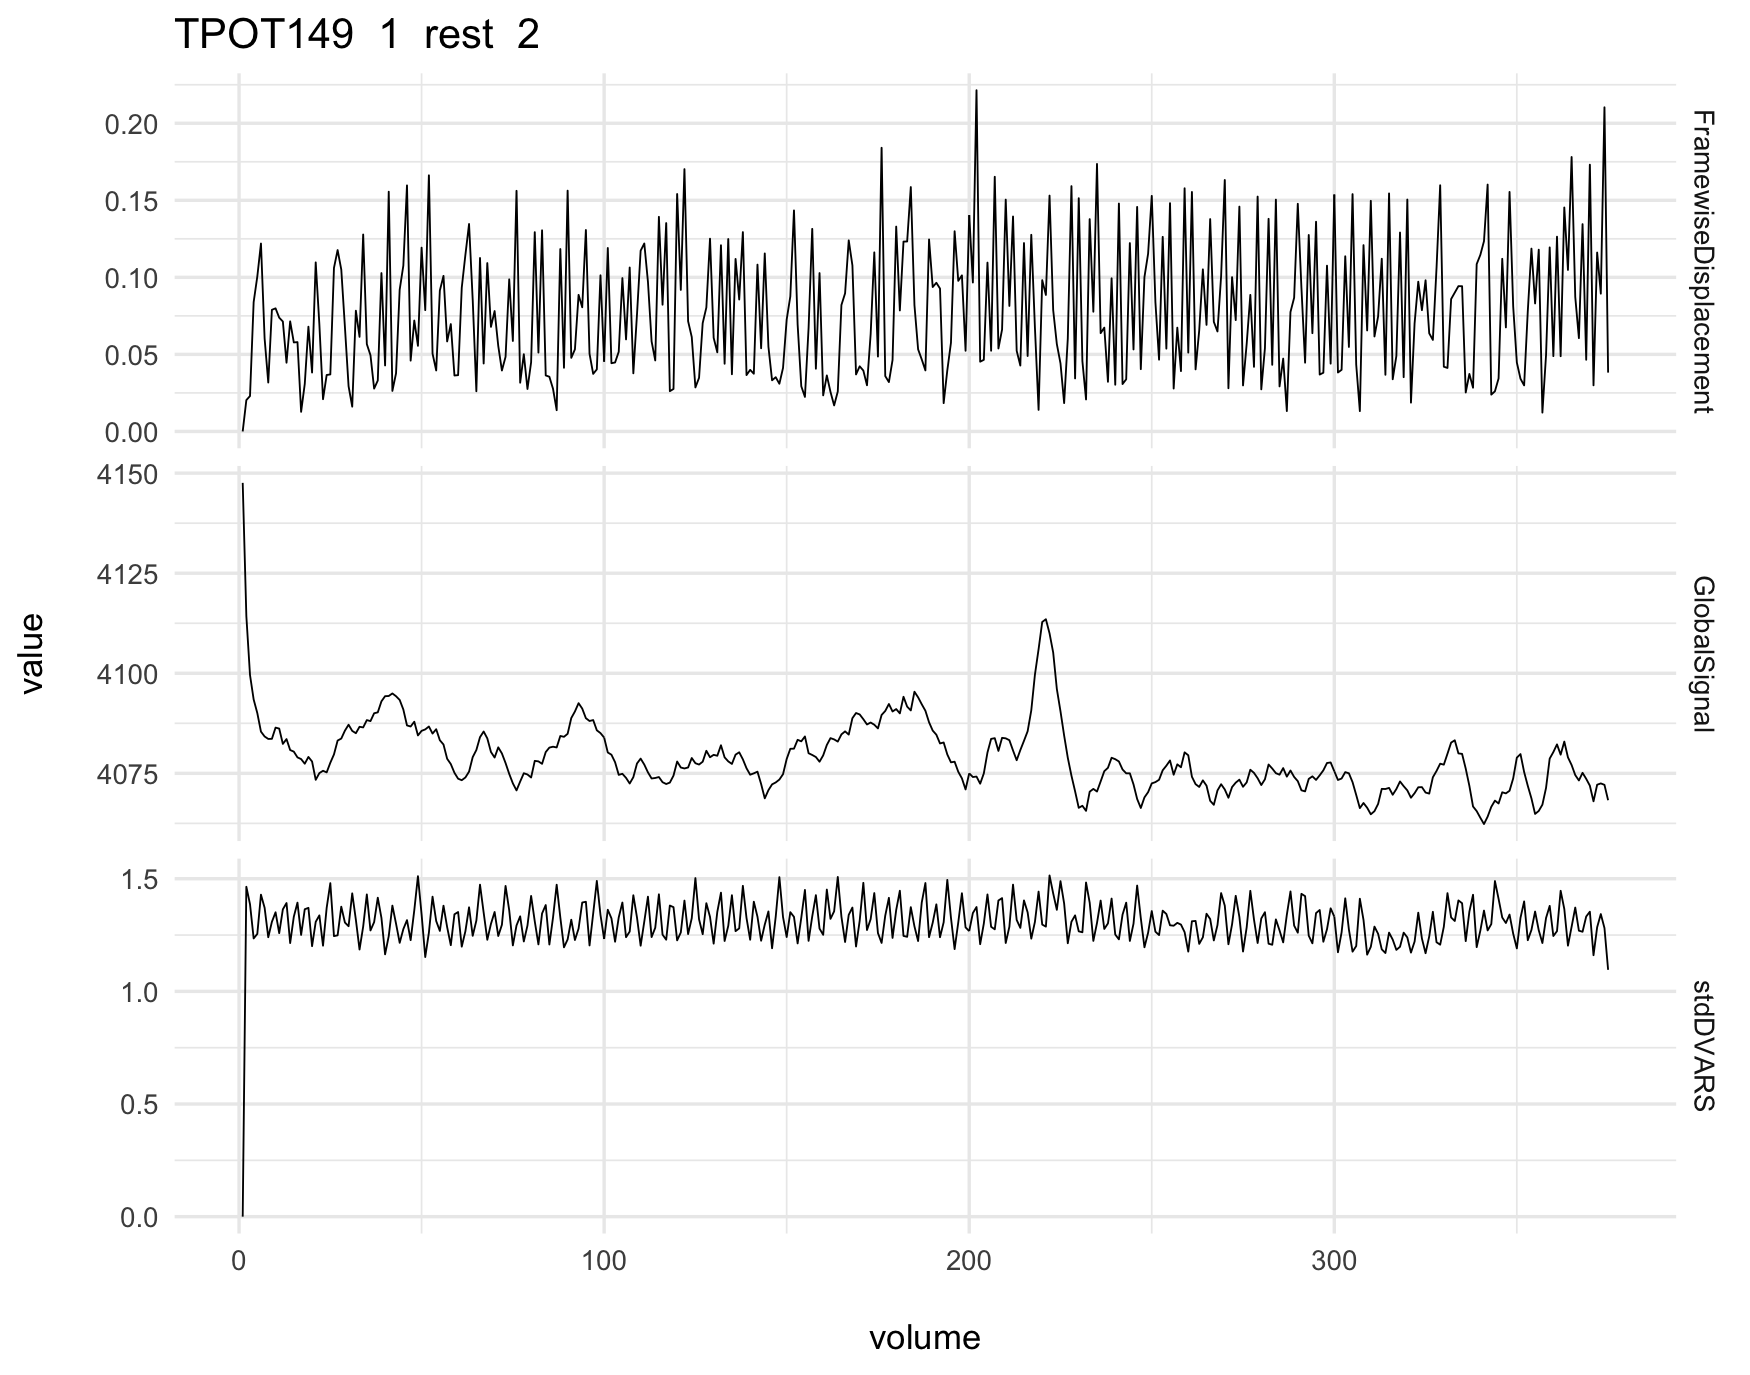 TPOT149 1 rest 2
0.20
0.15
0.10
0.05
0.00
FramewiseDisplacement
4150
4125
4100
4075
GlobalSignal
value
1.5
1.0
0.5
0.0
stdDVARS
0 100 200 300
volume